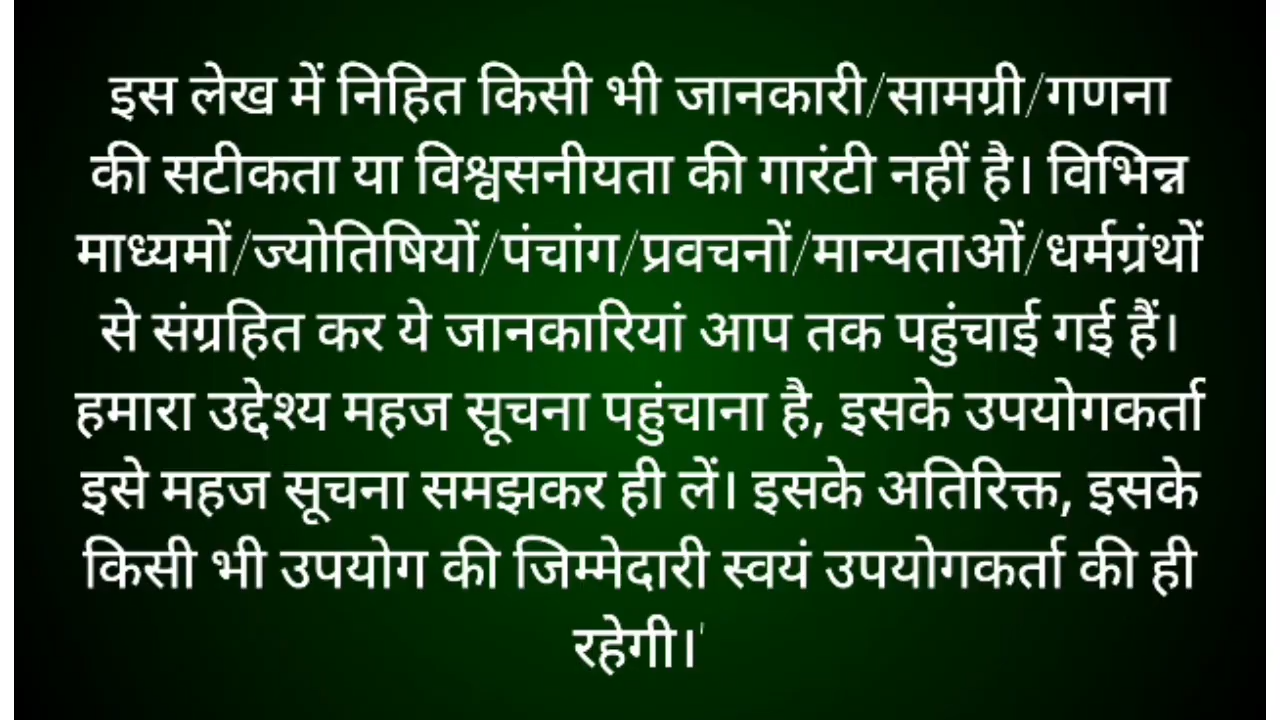 इस लेख में निहित किसी भी जानकारी/सामग्री/गणना
की सटीकता या विश्वसनीयता की गारंटी नहीं है। विभिन्न
माध्यमों/ज्योतिषियों/पंचांग/प्रवचनों/मान्यताओं/धर्मग्रंथों
से संग्रहित कर ये जानकारियां आप तक पहुंचाई गई हैं।
हमारा उद्देश्य महज सूचना पहुंचाना है, इसके उपयोगकर्ता
इसे महज सूचना समझकर ही लें। इसके अतिरिक्त, इसके
किसी भी उपयोग की जिम्मेदारी स्वयं उपयोगकर्ता की ही
रहेगी।'